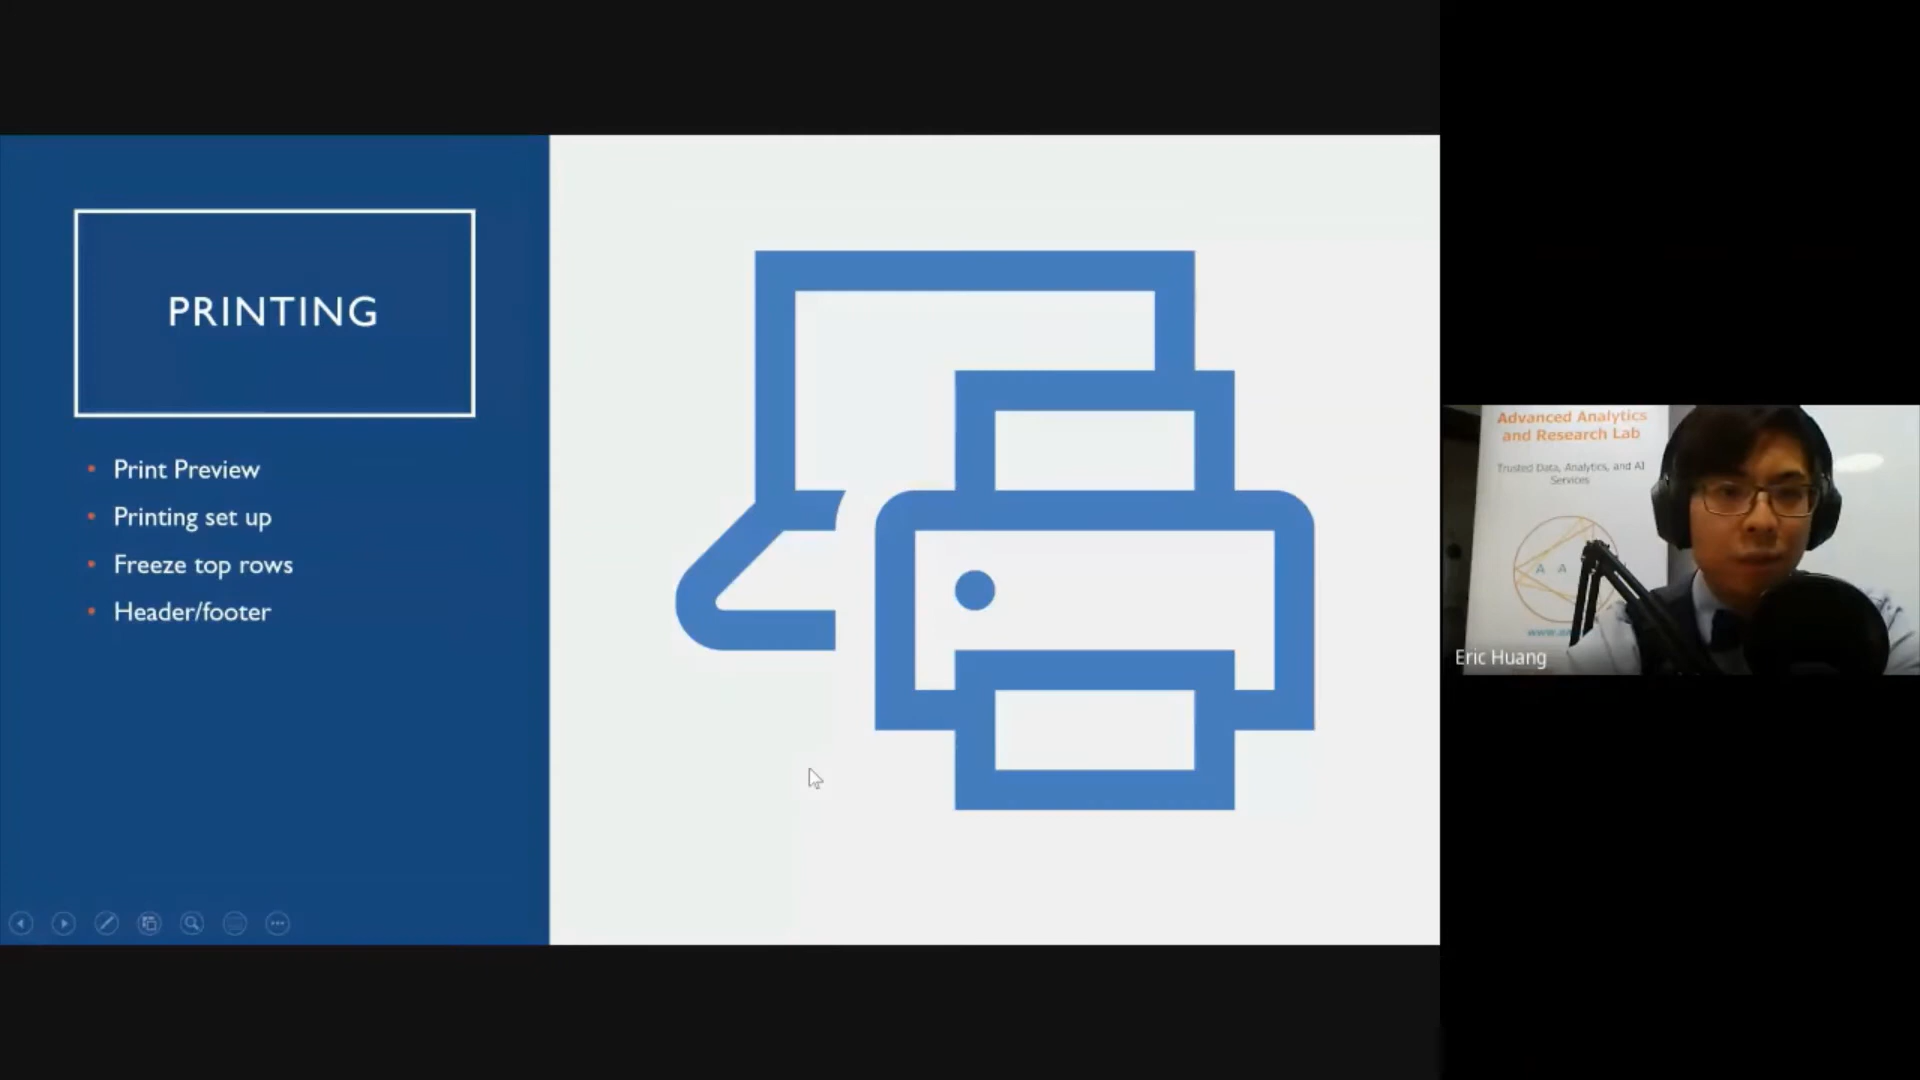 PRINTING
• Print Preview
• Printing set up
• Freeze top rows
• Header/footer
Advanced Analytics
and Research Lab
Trusted Data, Analytics, and AI
Services
A A
Eric Huang